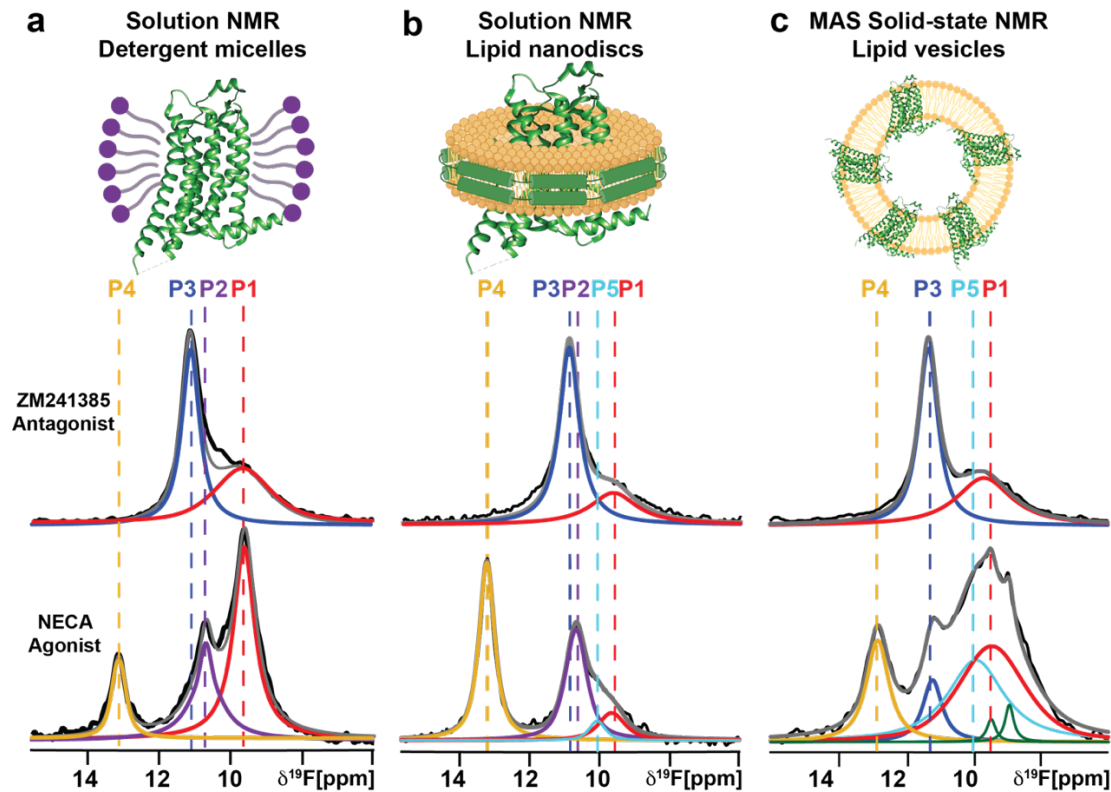 a
Solution NMR
Detergent micelles
b
Solution NMR
Lipid nanodiscs
c
MAS Solid-state NMR
Lipid vesicles
P4 P3 P2 P1
P4 P3 P2 P5 P1
P4 P3 P5 P1
ZM241385
Antagonist
NECA
Agonist
14 12 10 δ¹⁹F[ppm]
14 12 10 δ¹⁹F[ppm]
14 12 10 δ¹⁹F[ppm]